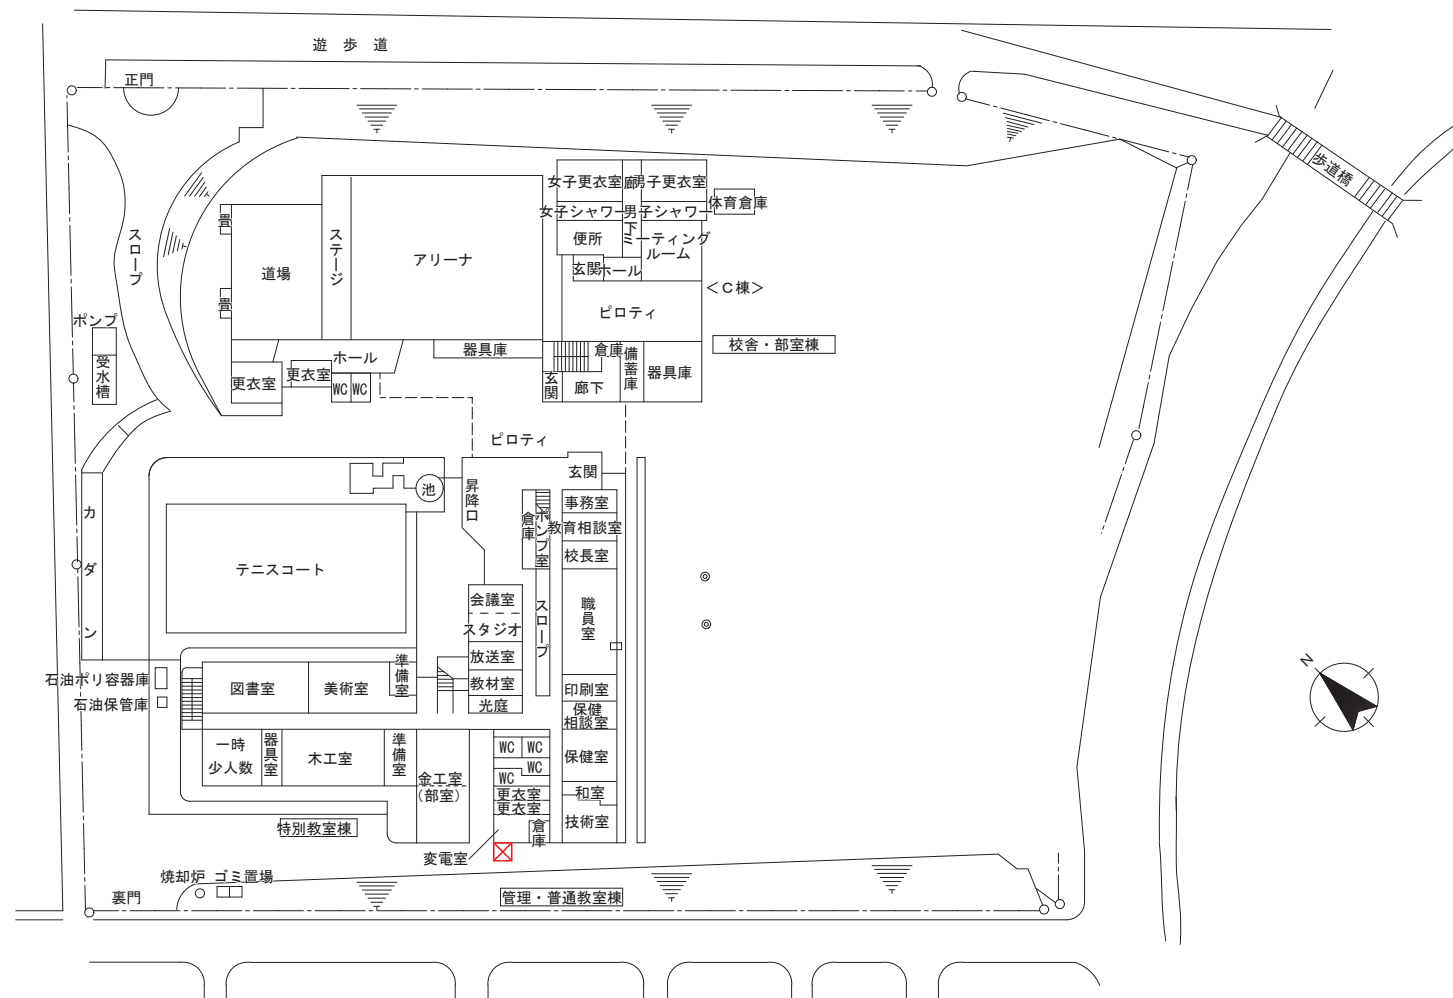 遊歩道
正門
歩道橋
女子更衣室
廊下
男子更衣室
体育倉庫
女子シャワー
男子シャワー
スロープ
畳
ステージ
便所
ミーティングルーム
道場
アリーナ
玄関
ホール
<C棟>
畳
ピロティ
ポンプ
受水槽
校舎・部室棟
ホール
器具庫
倉庫
備蓄庫
器具庫
更衣室
更衣室
WC
WC
玄関
廊下
ピロティ
玄関
池
昇降口
倉庫
ポンプ室
事務室
教育相談室
校長室
カダン
テニスコート
会議室
スタジオ
スロープ
職員室
放送室
教材室
光庭
石油ポリ容器庫
石油保管庫
図書室
美術室
準備室
印刷室
保健
相談室
N
一時
少人数
器具室
木工室
準備室
金工室
(部室)
WC
WC
WC
WC
保健室
更衣室
更衣室
和室
技術室
倉庫
特別教室棟
変電室
焼却炉
ゴミ置場
裏門
管理・普通教室棟